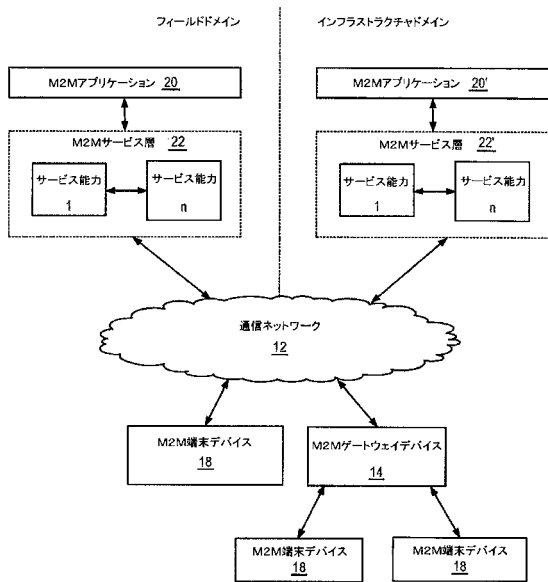 フィールドドメイン
インフラストラクチャドメイン
M2Mアプリケーション 20
M2Mアプリケーション 20'
M2Mサービス層 22
サービス能力
1
サービス能力
n
M2Mサービス層 22'
サービス能力
1
サービス能力
n
通信ネットワーク
12
M2M端末デバイス
18
M2Mゲートウェイデバイス
14
M2M端末デバイス
18
M2M端末デバイス
18